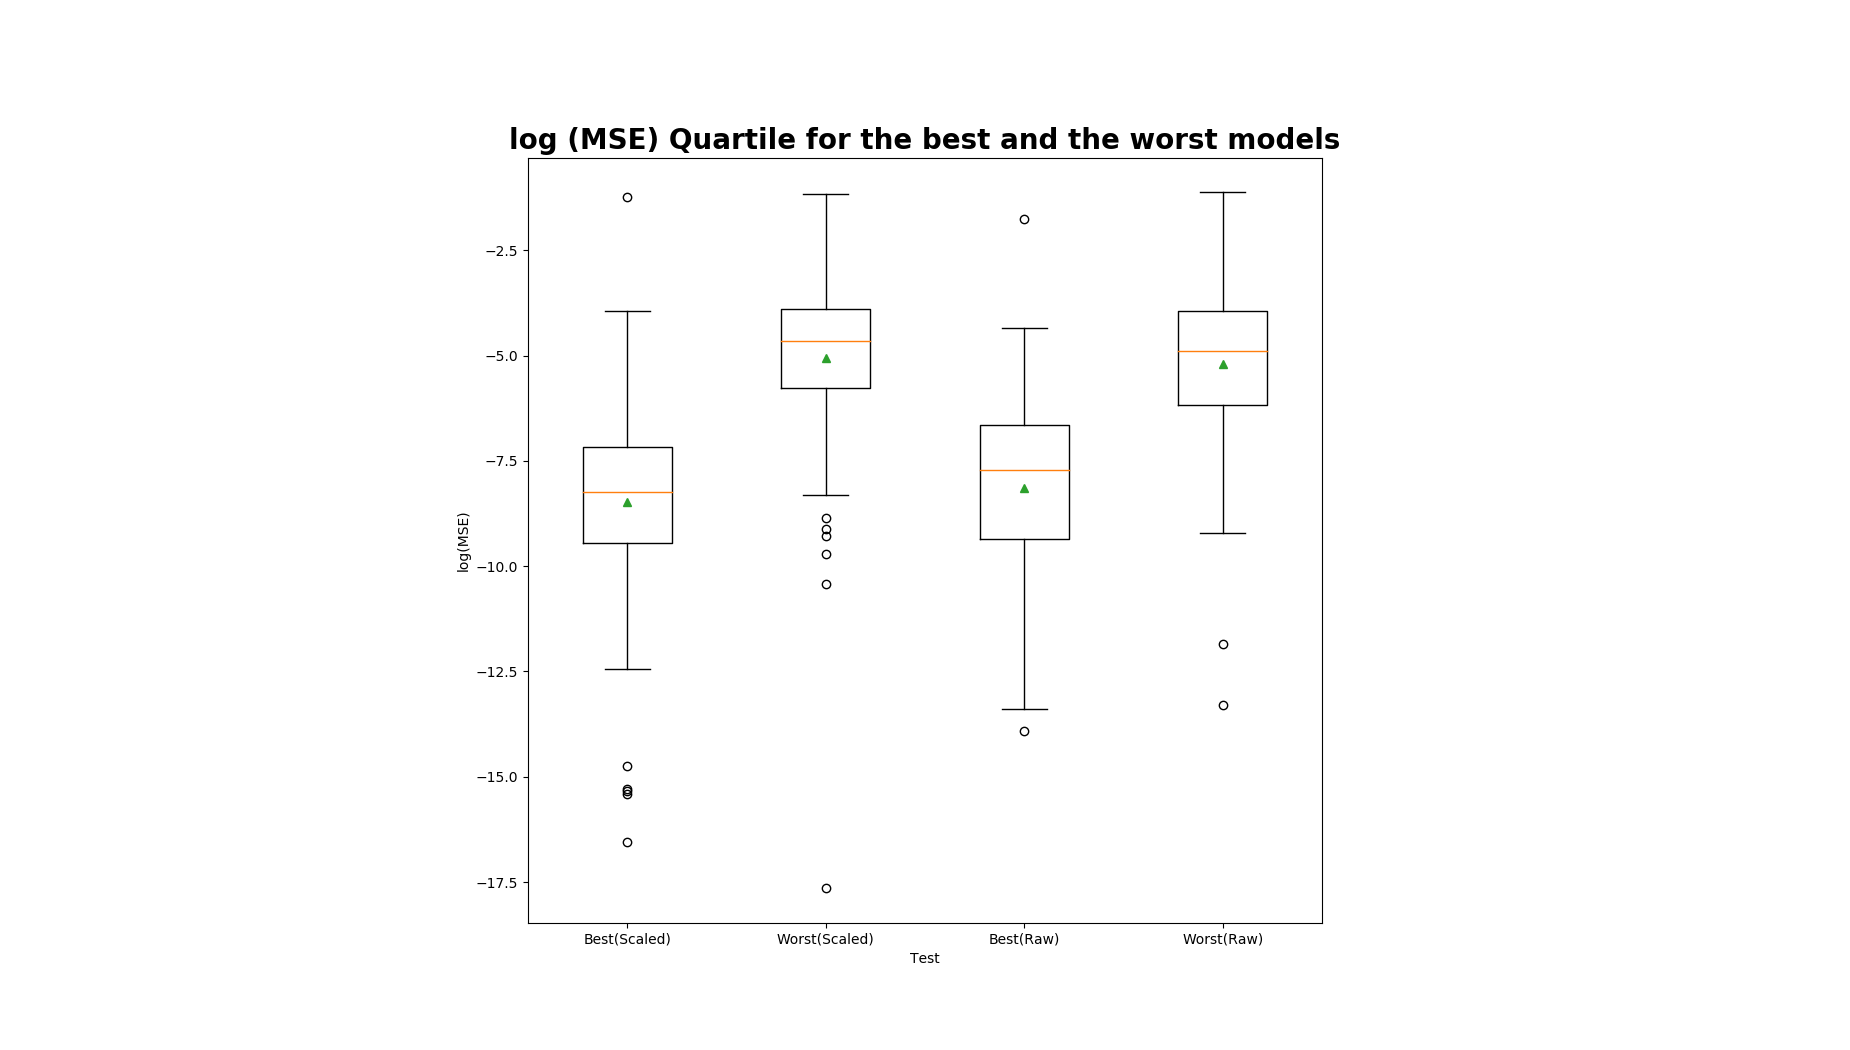 log (MSE) Quartile for the best and the worst models
log(MSE)
−2.5
−5.0
−7.5
−10.0
−12.5
−15.0
−17.5
Best(Scaled)
Worst(Scaled)
Best(Raw)
Worst(Raw)
Test